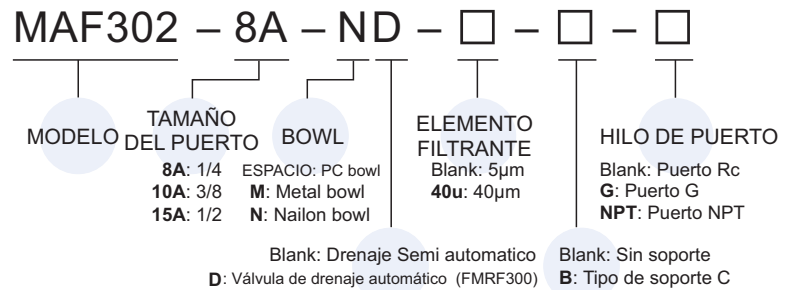 MAF302 – 8A – ND – □ – □ – □
MODELO
TAMAÑO
DEL PUERTO
8A: 1/4
10A: 3/8
15A: 1/2
BOWL
ESPACIO: PC bowl
M: Metal bowl
N: Nailon bowl
ELEMENTO
FILTRANTE
Blank: 5µm
40u: 40µm
HILO DE PUERTO
Blank: Puerto Rc
G: Puerto G
NPT: Puerto NPT
Blank: Drenaje Semi automatico
D: Válvula de drenaje automático (FMRF300)
Blank: Sin soporte
B: Tipo de soporte C